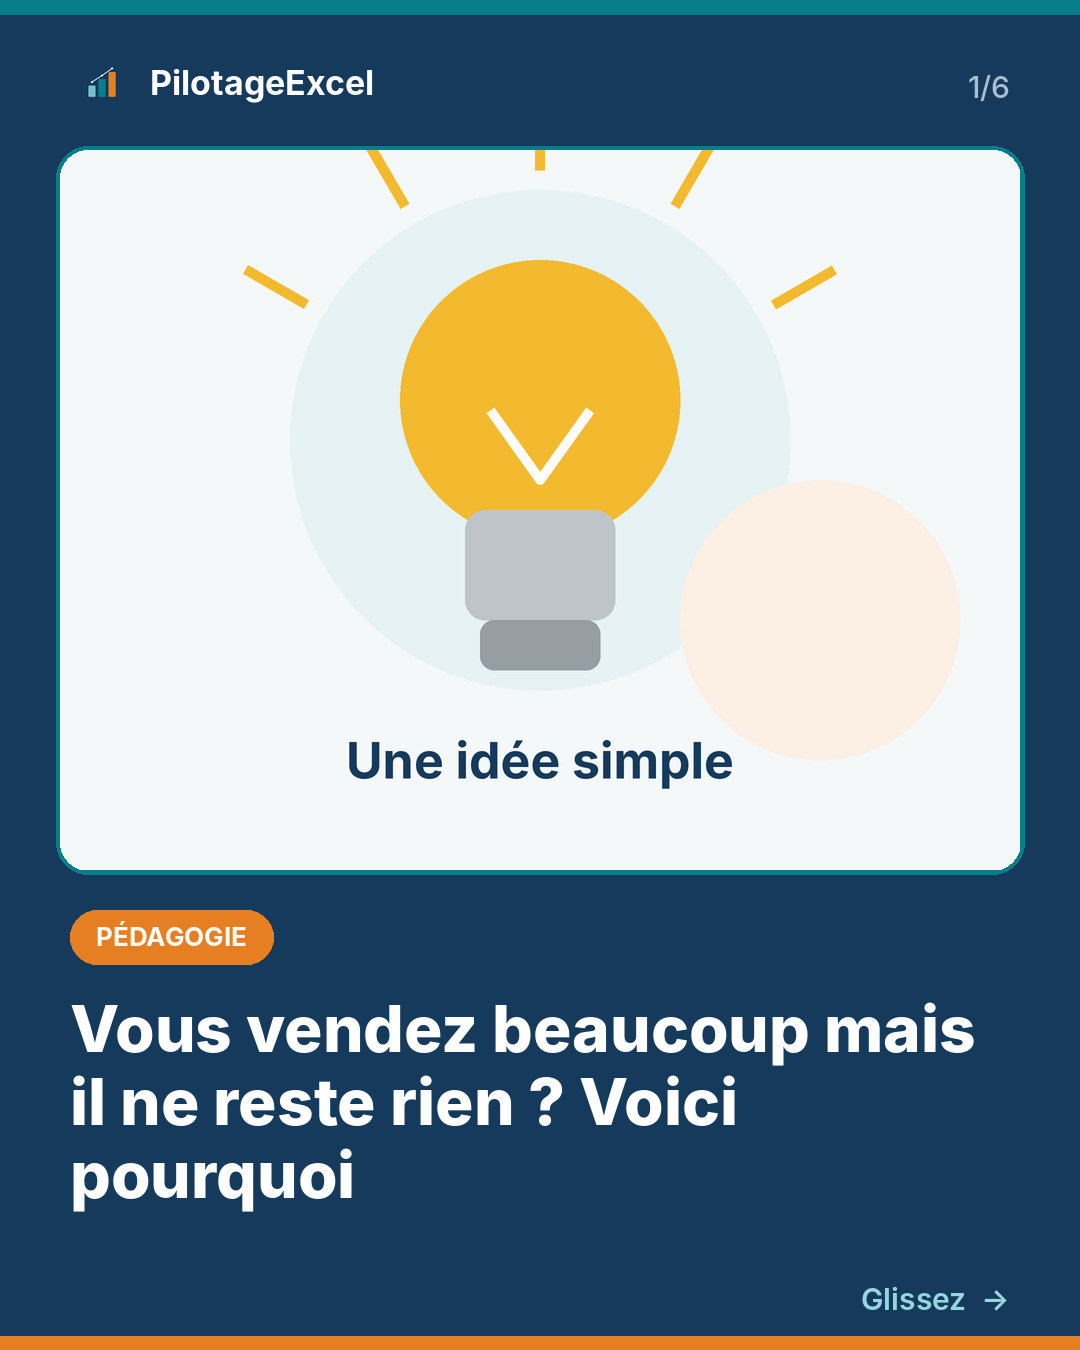 PilotageExcel
1/6
Une idée simple
PÉDAGOGIE
Vous vendez beaucoup mais
il ne reste rien ? Voici
pourquoi
Glissez →